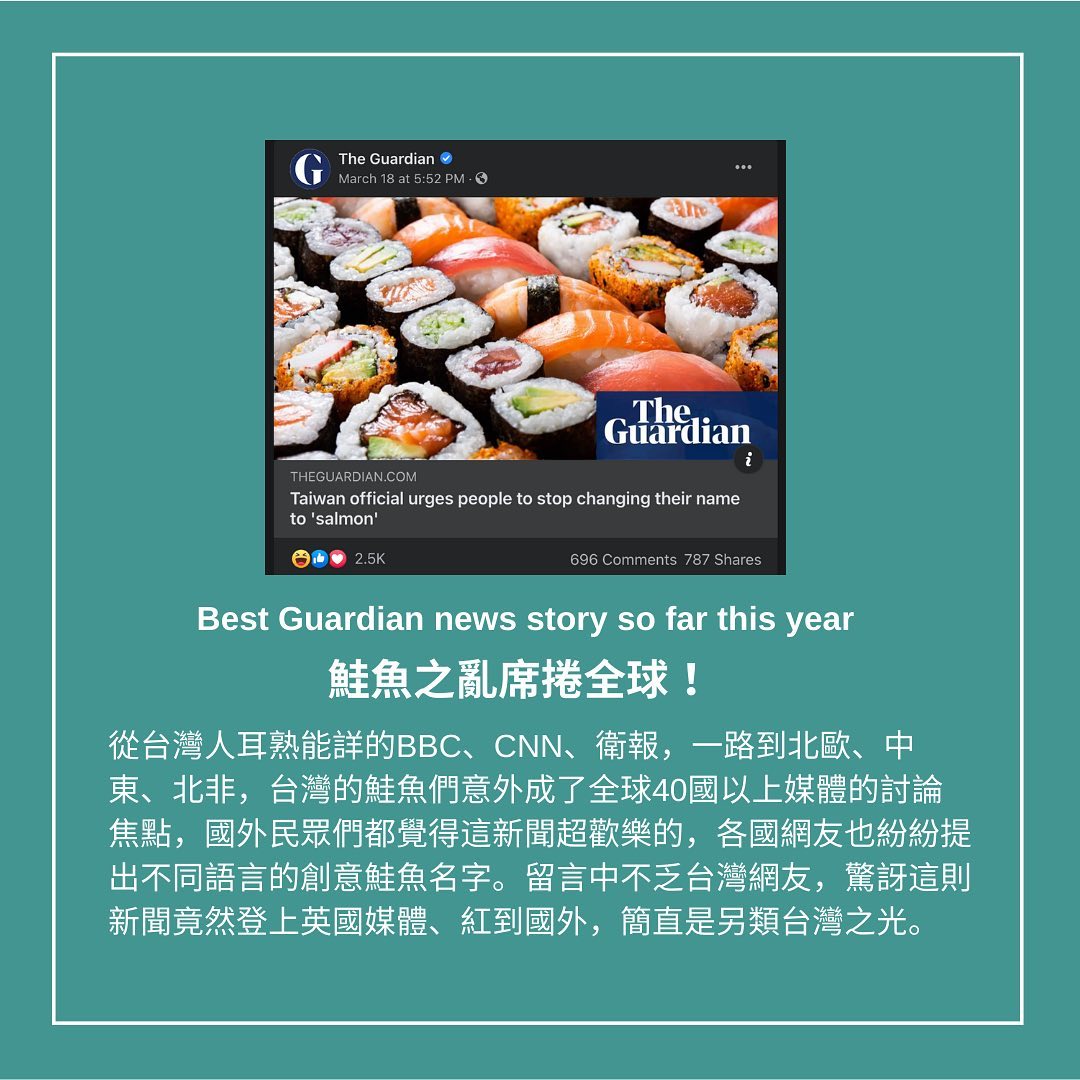 The Guardian
March 18 at 5:52 PM ·
The
Guardian
THEGUARDIAN.COM
Taiwan official urges people to stop changing their name
to 'salmon'
2.5K 696 Comments 787 Shares
Best Guardian news story so far this year
鮭魚之亂席捲全球！
從台灣人耳熟能詳的BBC、CNN、衛報，一路到北歐、中
東、北非，台灣的鮭魚們意外成了全球40國以上媒體的討論
焦點，國外民眾們都覺得這新聞超歡樂的，各國網友也紛紛提
出不同語言的創意鮭魚名字。留言中不乏台灣網友，驚訝這則
新聞竟然登上英國媒體、紅到國外，簡直是另類台灣之光。